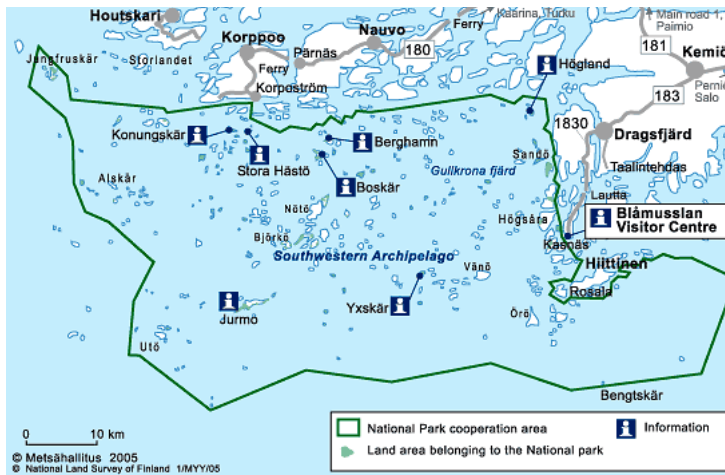 Houtskari
Kaarina, Turku
Main road 1,
Paimio
Nauvo
Ferry
Korppoo
Pärnäs
180
181
Kemiö
Jungfruskär
Storlandet
Ferry
Högland
Korpoström
183
Perniö
Salo
1830
Dragsfjärd
Konungskär
Berghamn
Sandö
Stora Hästö
Gullkrona fjärd
Taalintehdas
Alskär
Boskär
Lautta
Nötö
Högsåra
Blåmusslan
Visitor Centre
Björkö
Kasnäs
Southwestern Archipelago
Hiittinen
Vänö
Rosala
Yxskär
Jurmo
Örö
Utö
Bengtskär
0 10 km
National Park cooperation area
Information
Land area belonging to the National park
© Metsähallitus 2005
© National Land Survey of Finland 1/MYY/05